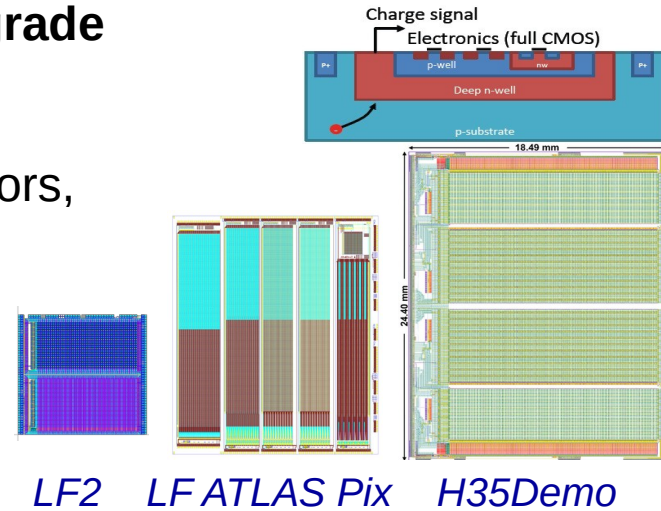 grade
Charge signal
Electronics (full CMOS)
P+
p-well
nw
P+
Deep n-well
p-substrate
ors,
18.49 mm
24.40 mm
LF2 LF ATLAS Pix H35Demo